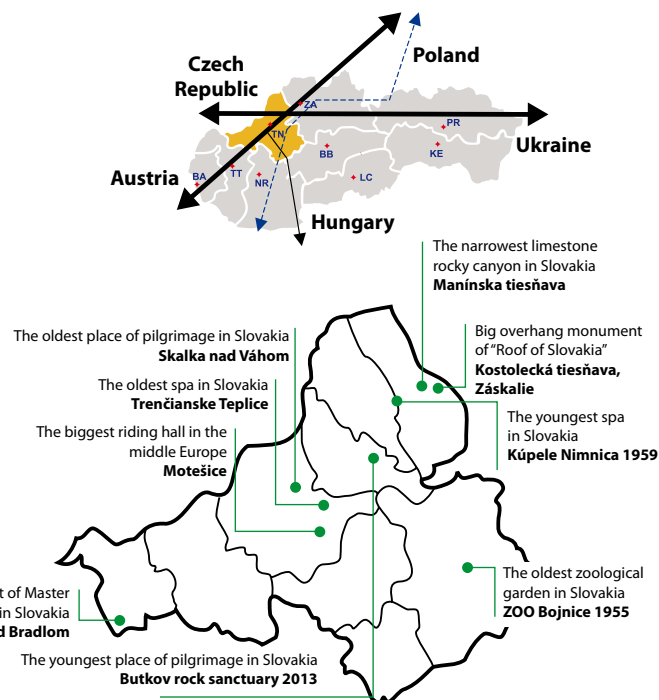 Poland
Czech
Republic
ZA
TN
PR
Ukraine
BB
KE
Austria
BA
TT
NR
LC
Hungary
The narrowest limestone
rocky canyon in Slovakia
Manínska tiesňava
The oldest place of pilgrimage in Slovakia
Skalka nad Váhom
Big overhang monument
of “Roof of Slovakia”
Kostolecká tiesňava,
Záskalie
The oldest spa in Slovakia
Trenčianske Teplice
The youngest spa
in Slovakia
Kúpele Nimnica 1959
The biggest riding hall in the
middle Europe
Motešice
The oldest zoological
garden in Slovakia
ZOO Bojnice 1955
t of Master
in Slovakia
d Bradlom
The youngest place of pilgrimage in Slovakia
Butkov rock sanctuary 2013